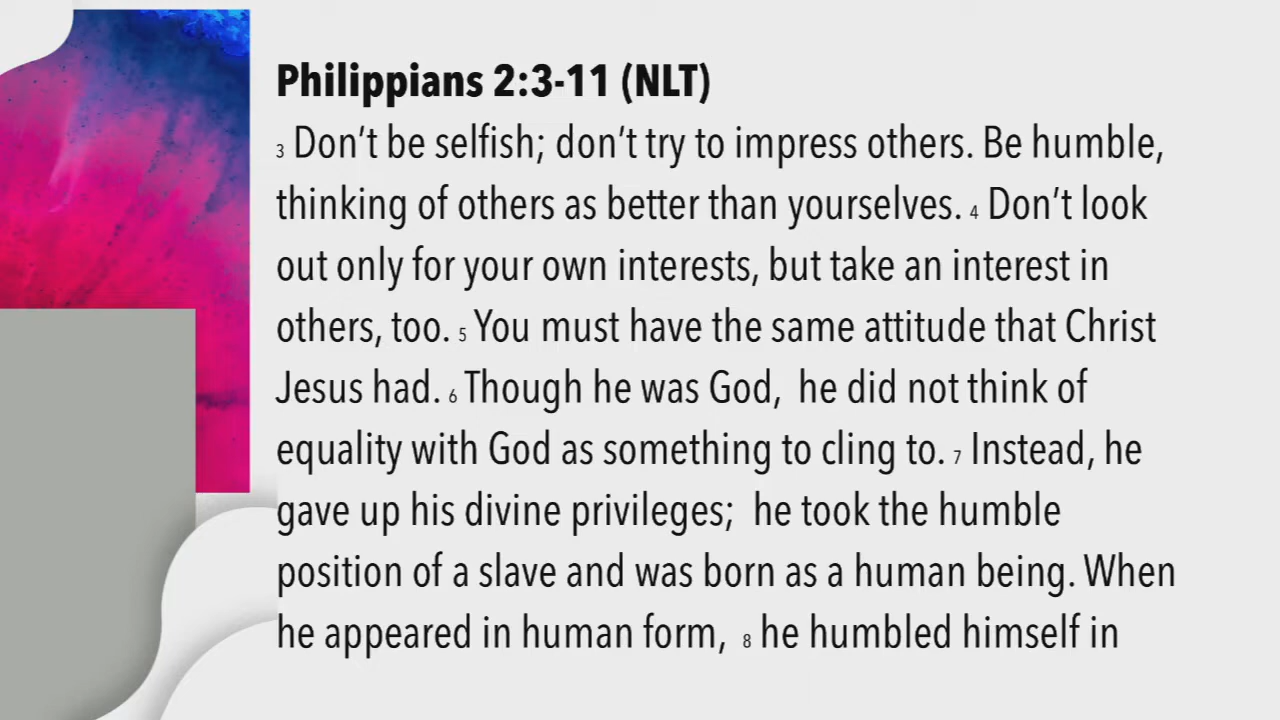 Philippians 2:3-11 (NLT)
3 Don't be selfish; don't try to impress others. Be humble,
thinking of others as better than yourselves. 4 Don't look
out only for your own interests, but take an interest in
others, too. 5 You must have the same attitude that Christ
Jesus had. 6 Though he was God,  he did not think of
equality with God as something to cling to. 7 Instead, he
gave up his divine privileges;  he took the humble
position of a slave and was born as a human being. When
he appeared in human form,  8 he humbled himself in